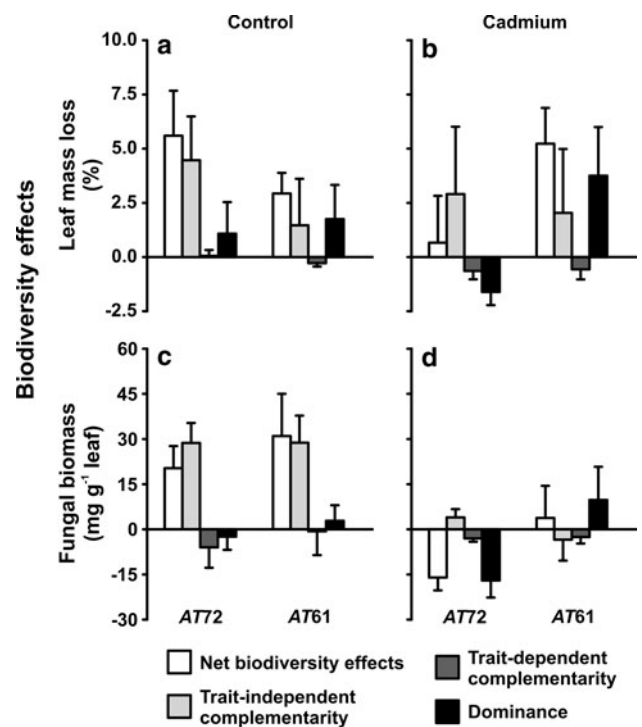 Control
Cadmium
Biodiversity effects
Leaf mass loss
(%)
a
10.0
7.5
5.0
2.5
0.0
-2.5
b
Fungal biomass
(mg g-1 leaf)
c
60
45
30
15
0
-15
-30
d
AT72
AT61
AT72
AT61
Net biodiversity effects
Trait-independent
complementarity
Trait-dependent
complementarity
Dominance